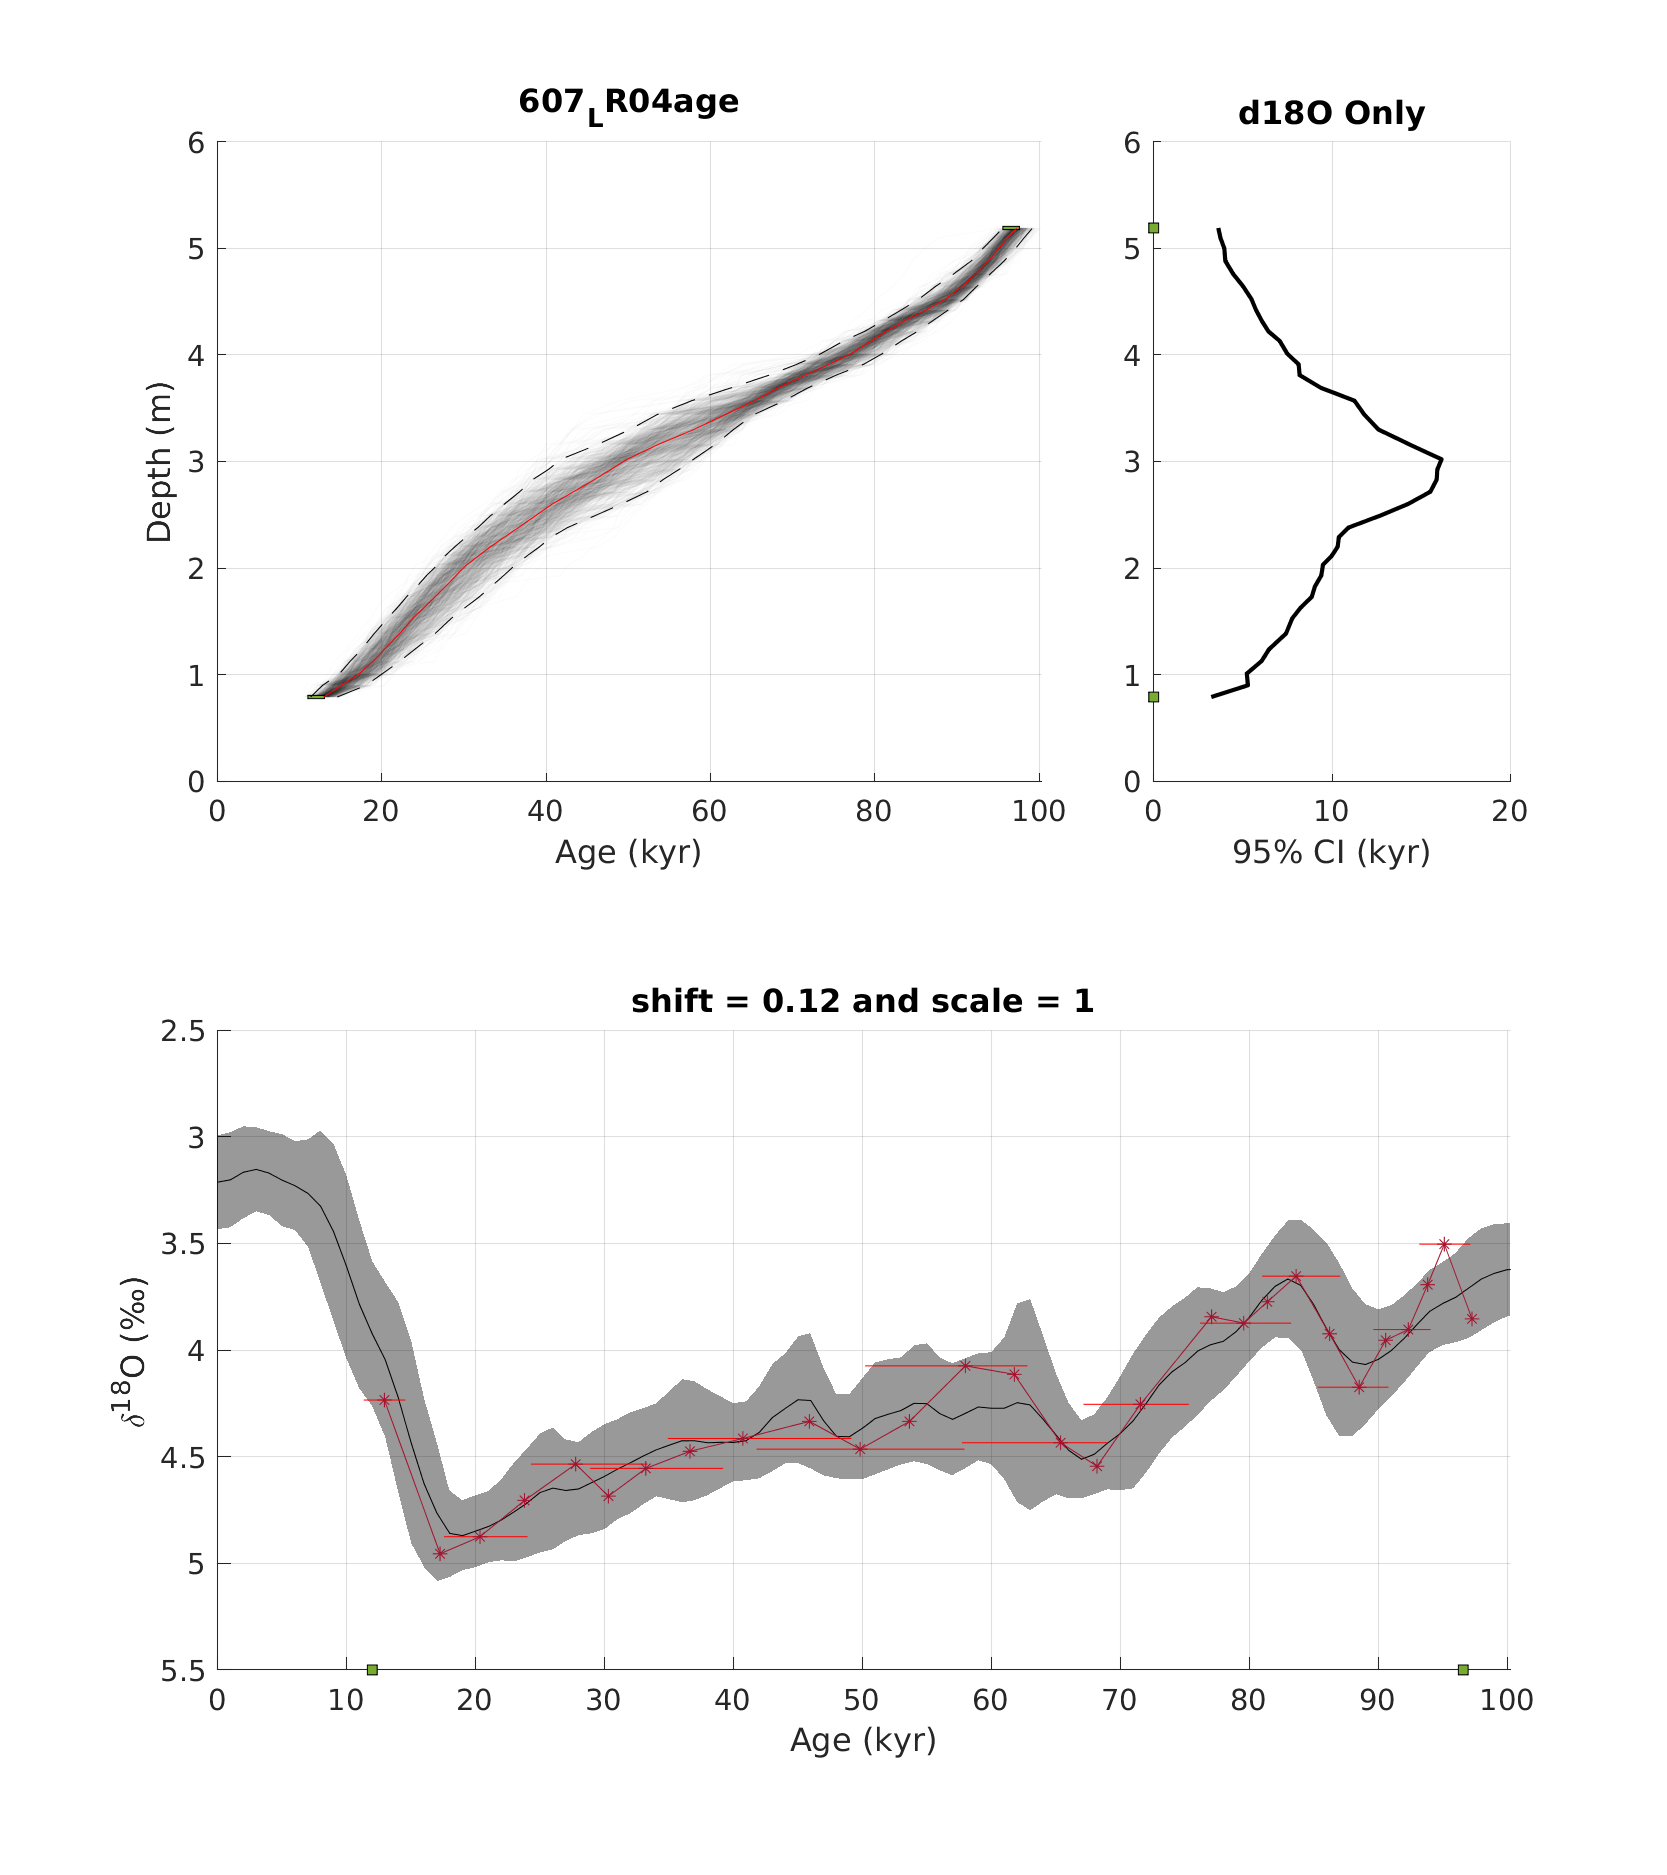 607LR04age
d18O Only
6
5
4
3
2
1
0
Depth (m)
0 20 40 60 80 100
Age (kyr)
6
5
4
3
2
1
0
0 10 20
95% CI (kyr)
shift = 0.12 and scale = 1
2.5
3
3.5
4
4.5
5
5.5
δ18O (‰)
0 10 20 30 40 50 60 70 80 90 100
Age (kyr)